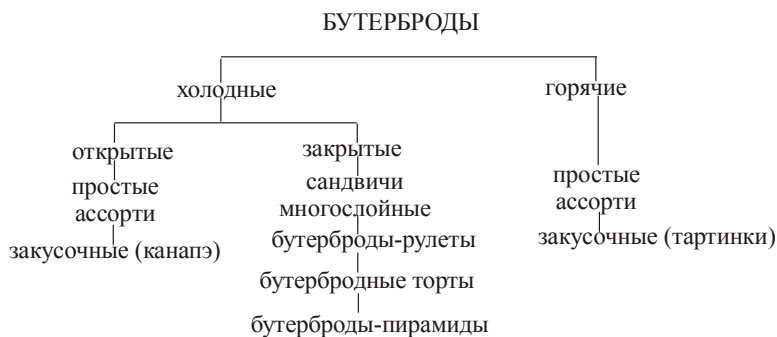 БУТЕРБРОДЫ
холодные
горячие
открытые
закрытые
простые
ассорти
закусочные (канапэ)
сандвичи
многослойные
бутерброды-рулеты
бутербродные торты
бутерброды-пирамиды
простые
ассорти
закусочные (тартинки)